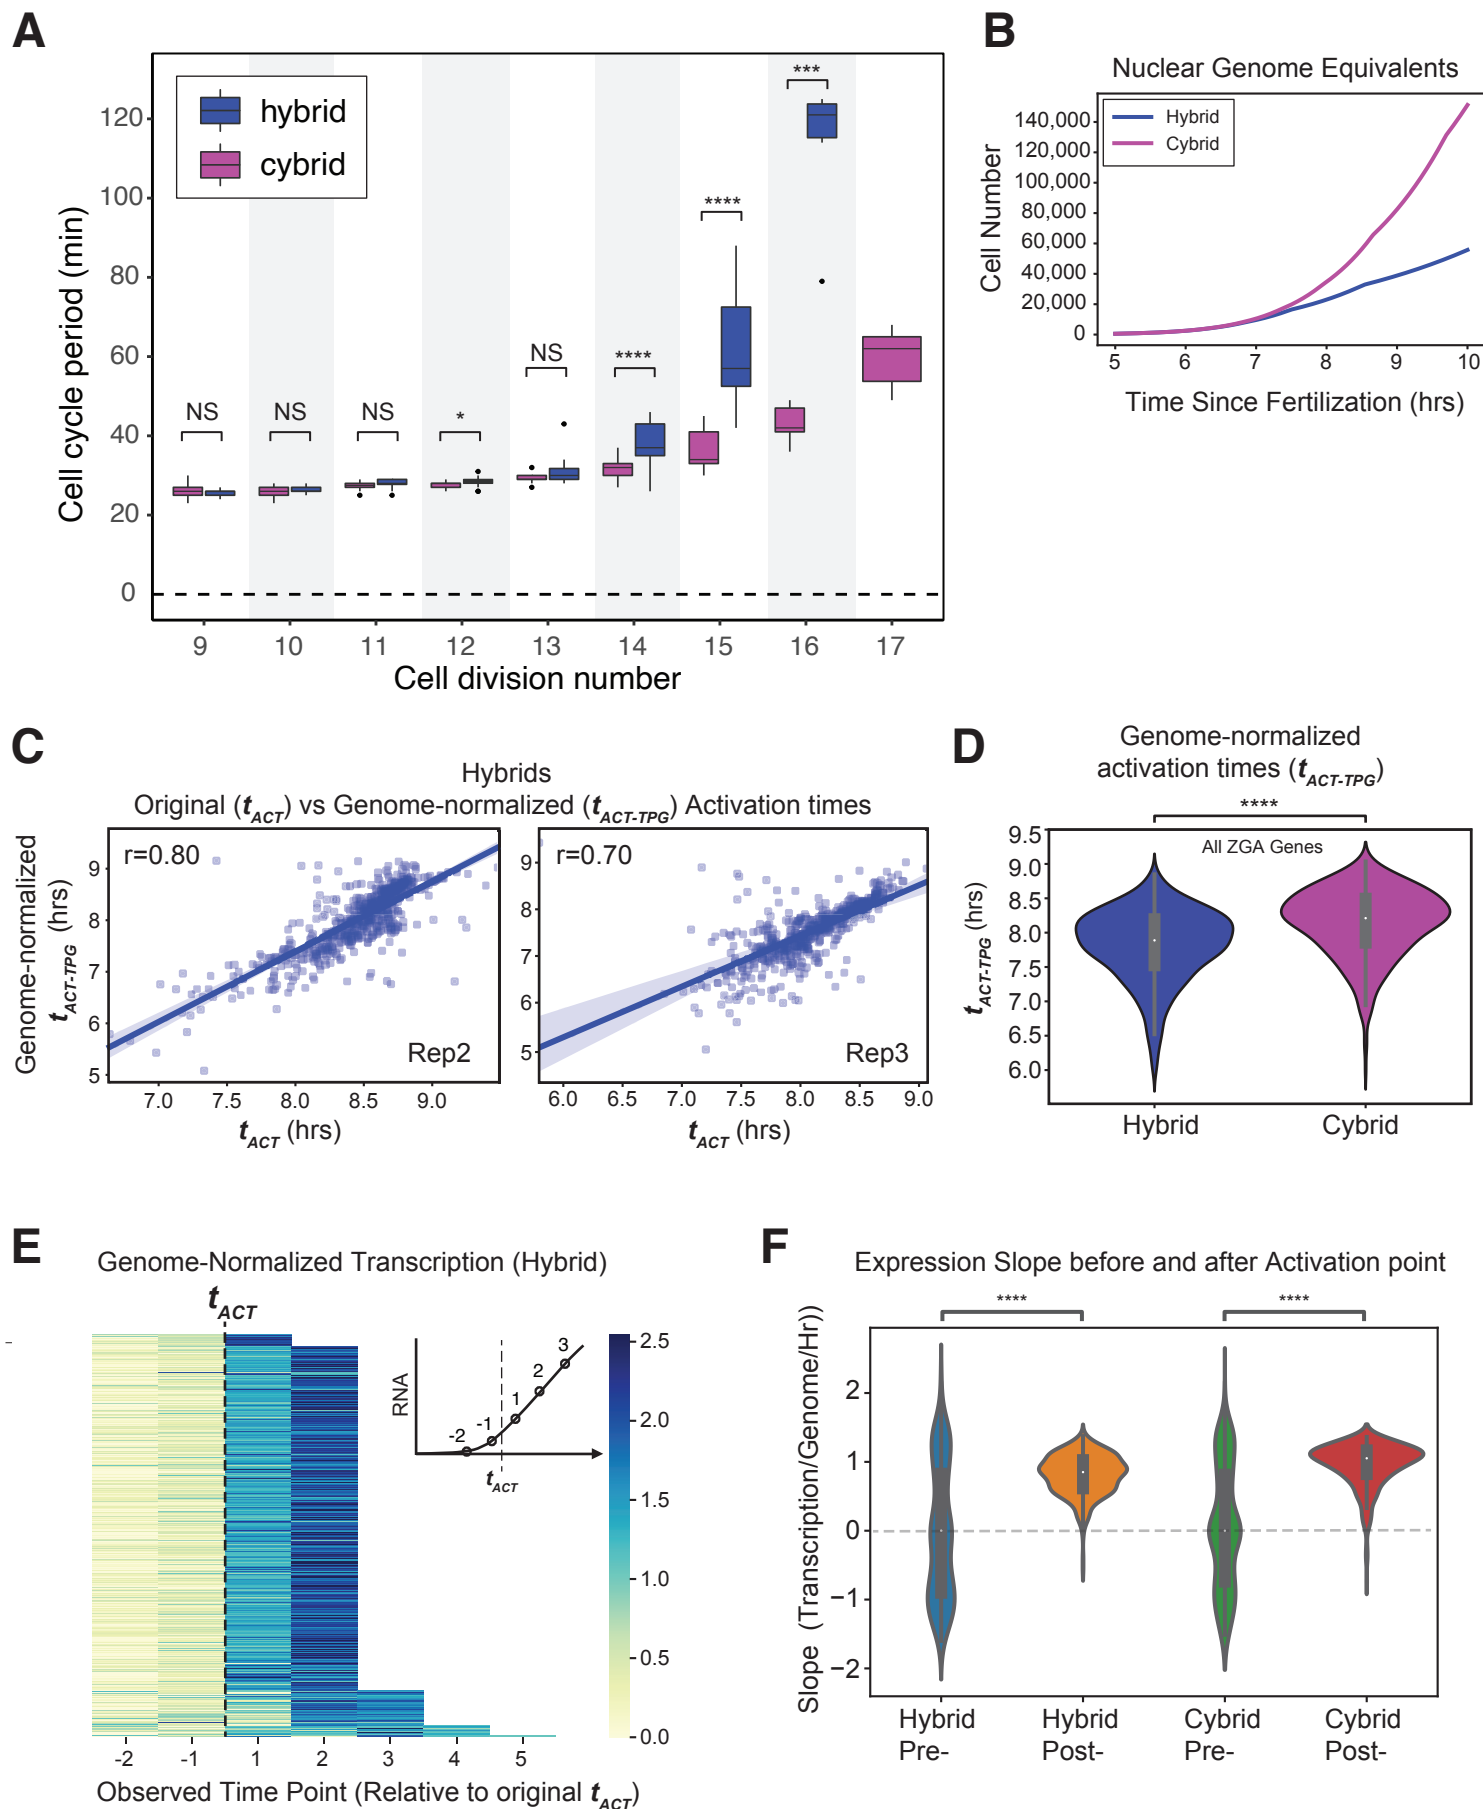 A
hybrid
cybrid
Cell cycle period (min)
120
100
80
60
40
20
0
NS
NS
NS
*
NS
****
****
***
9 10 11 12 13 14 15 16 17
Cell division number
B
Nuclear Genome Equivalents
Hybrid
Cybrid
Cell Number
140,000
120,000
100,000
80,000
60,000
40,000
20,000
0
5 6 7 8 9 10
Time Since Fertilization (hrs)
C
Hybrids
Original (tACT) vs Genome-normalized (tACT-TPG) Activation times
Genome-normalized
tACT-TPG (hrs)
r=0.80
9
8
7
6
5
Rep2
7.0 7.5 8.0 8.5 9.0
tACT (hrs)
r=0.70
9
8
7
6
5
Rep3
6.0 6.5 7.0 7.5 8.0 8.5 9.0
tACT (hrs)
D
Genome-normalized
activation times (tACT-TPG)
****
All ZGA Genes
tACT-TPG (hrs)
9.5
9.0
8.5
8.0
7.5
7.0
6.5
6.0
Hybrid Cybrid
E
Genome-Normalized Transcription (Hybrid)
tACT
RNA
-2
-1
1
2
3
tACT
2.5
2.0
1.5
1.0
0.5
0.0
-2 -1 1 2 3 4 5
Observed Time Point (Relative to original tACT)
F
Expression Slope before and after Activation point
**** ****
Slope (Transcription/Genome/Hr))
2
1
0
−1
−2
Hybrid Hybrid Cybrid Cybrid
Pre- Post- Pre- Post-